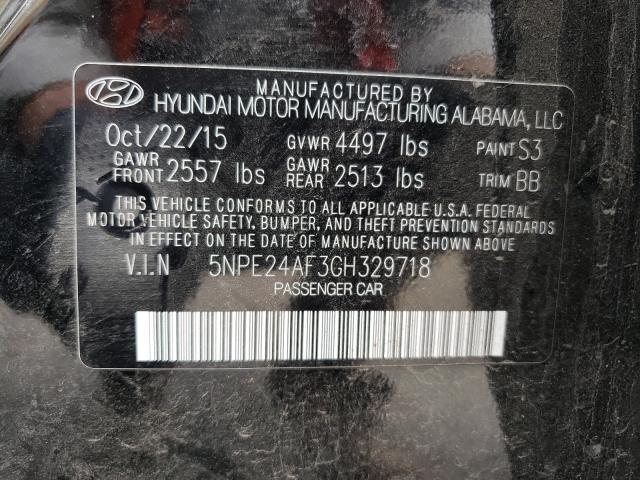 MANUFACTURED BY
HYUNDAI MOTOR MANUFACTURING ALABAMA, LLC
Oct/22/15 GVWR 4497 lbs PAINT S3
GAWR FRONT 2557 lbs GAWR REAR 2513 lbs TRIM BB
THIS VEHICLE CONFORMS TO ALL APPLICABLE U.S.A. FEDERAL
MOTOR VEHICLE SAFETY, BUMPER, AND THEFT PREVENTION STANDARDS
IN EFFECT ON THE DATE OF MANUFACTURE SHOWN ABOVE.
V.I.N 5NPE24AF3GH329718
PASSENGER CAR